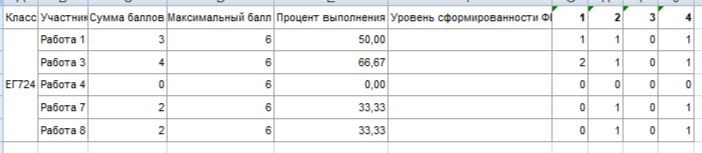 Класс Участник Сумма баллов Максимальный балл Процент выполнения Уровень сформированности 1 2 3 4
Работа 1 3 6 50,00 1 1 0 1
Работа 3 4 6 66,67 2 1 0 1
ЕГ724 Работа 4 0 6 0,00 0 0 0 0
Работа 7 2 6 33,33 0 1 0 1
Работа 8 2 6 33,33 0 1 0 1